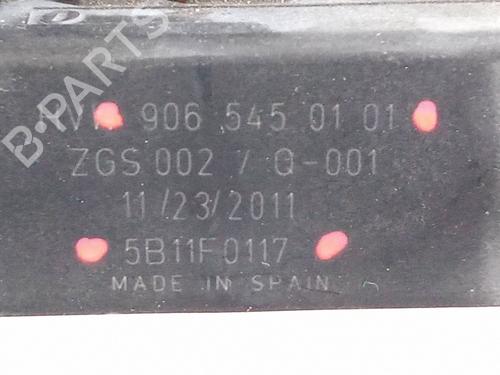 B-PARTS
906 545 01 01
ZGS 002 / Q-001
11/23/2011
5B11F0117
MADE IN SPAIN